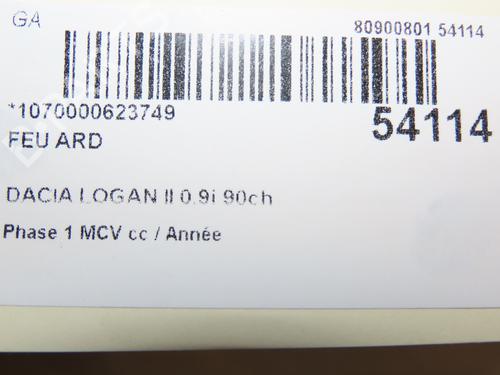 GA
80900801 54114
*1070000623749
54114
FEU ARD
DACIA LOGAN II 0.9i 90ch
Phase 1 MCV cc / Année